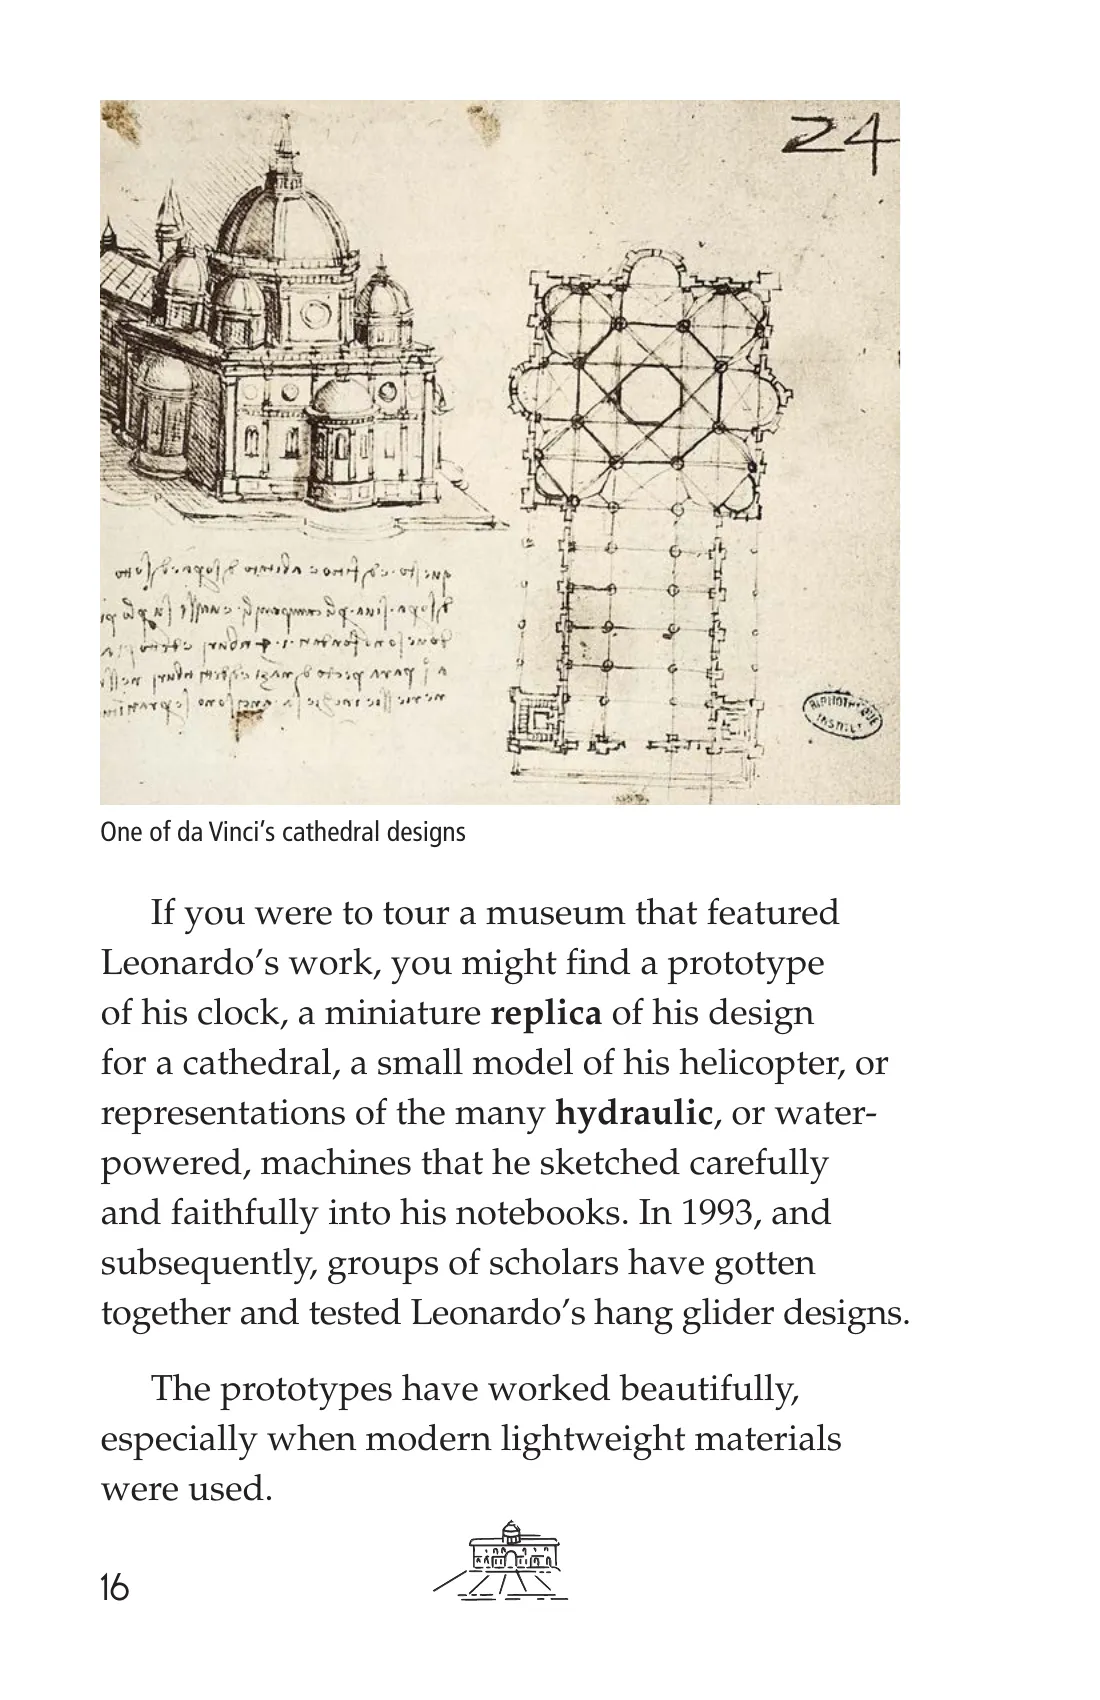 24
BIBLIOTHEQUE
INSTITUT
One of da Vinci’s cathedral designs
If you were to tour a museum that featured
Leonardo’s work, you might find a prototype
of his clock, a miniature replica of his design
for a cathedral, a small model of his helicopter, or
representations of the many hydraulic, or water-
powered, machines that he sketched carefully
and faithfully into his notebooks. In 1993, and
subsequently, groups of scholars have gotten
together and tested Leonardo’s hang glider designs.
The prototypes have worked beautifully,
especially when modern lightweight materials
were used.
16